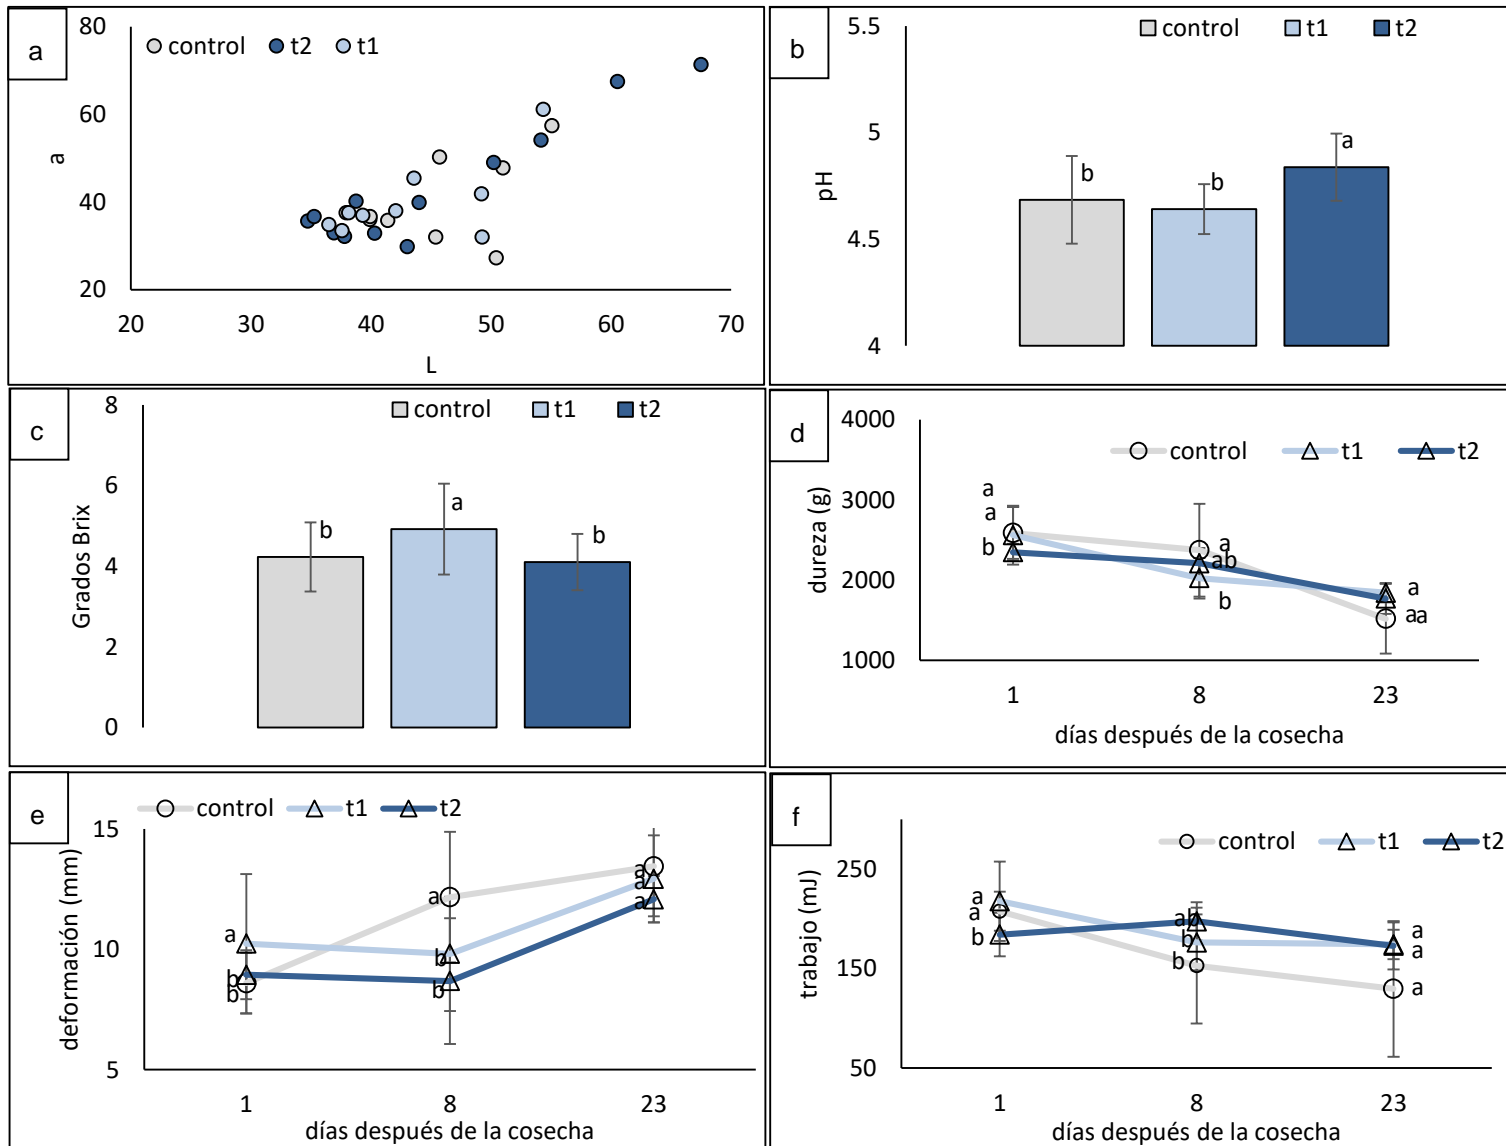 a
80
control t2 t1
60
a
40
20
20 30 40 50 60 70
L
b
5.5
control t1 t2
5
a
b
b
pH
4.5
4
c
8
control t1 t2
6
a
b
b
Grados Brix
4
2
0
d
4000
control t1 t2
3000
a
a
b
a
ab
b
dureza (g)
2000
a
aa
1000
1 8 23
días después de la cosecha
e
control t1 t2
15
a
a
a
a
a
deformación (mm)
10
b
b
b
b
5
1 8 23
días después de la cosecha
f
control t1 t2
250
a
a
b
ab
b
b
a
a
a
trabajo (mJ)
150
50
1 8 23
días después de la cosecha